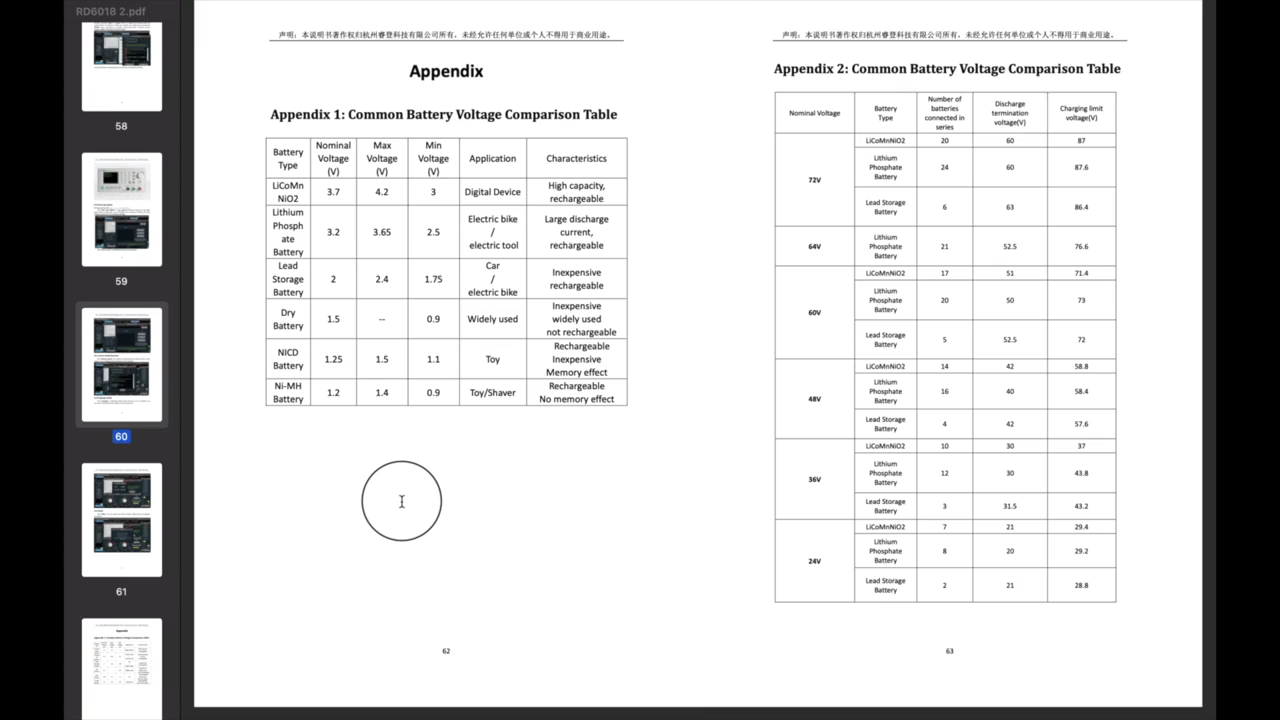 RD6018 2.pdf
58
59
60
61
声明：本说明书著作权归杭州睿登科技有限公司所有，未经允许任何单位或个人不得用于商业用途。
Appendix
Appendix 1: Common Battery Voltage Comparison Table
Battery Type | Nominal Voltage (V) | Max Voltage (V) | Min Voltage (V) | Application | Characteristics
LiCoMn NiO2 | 3.7 | 4.2 | 3 | Digital Device | High capacity, rechargeable
Lithium Phosph ate Battery | 3.2 | 3.65 | 2.5 | Electric bike / electric tool | Large discharge current, rechargeable
Lead Storage Battery | 2 | 2.4 | 1.75 | Car / electric bike | Inexpensive rechargeable
Dry Battery | 1.5 | -- | 0.9 | Widely used | Inexpensive widely used not rechargeable
NICD Battery | 1.25 | 1.5 | 1.1 | Toy | Rechargeable Inexpensive Memory effect
Ni-MH Battery | 1.2 | 1.4 | 0.9 | Toy/Shaver | Rechargeable No memory effect
62
声明：本说明书著作权归杭州睿登科技有限公司所有，未经允许任何单位或个人不得用于商业用途。
Appendix 2: Common Battery Voltage Comparison Table
Nominal Voltage | Battery Type | Number of batteries connected in series | Discharge termination voltage(V) | Charging limit voltage(V)
72V | LiCoMnNiO2 | 20 | 60 | 87
Lithium Phosphate Battery | 24 | 60 | 87.6
Lead Storage Battery | 6 | 63 | 86.4
64V | Lithium Phosphate Battery | 21 | 52.5 | 76.6
60V | LiCoMnNiO2 | 17 | 51 | 71.4
Lithium Phosphate Battery | 20 | 50 | 73
Lead Storage Battery | 5 | 52.5 | 72
48V | LiCoMnNiO2 | 14 | 42 | 58.8
Lithium Phosphate Battery | 16 | 40 | 58.4
Lead Storage Battery | 4 | 42 | 57.6
36V | LiCoMnNiO2 | 10 | 30 | 37
Lithium Phosphate Battery | 12 | 30 | 43.8
Lead Storage Battery | 3 | 31.5 | 43.2
24V | LiCoMnNiO2 | 7 | 21 | 29.4
Lithium Phosphate Battery | 8 | 20 | 29.2
Lead Storage Battery | 2 | 21 | 28.8
63